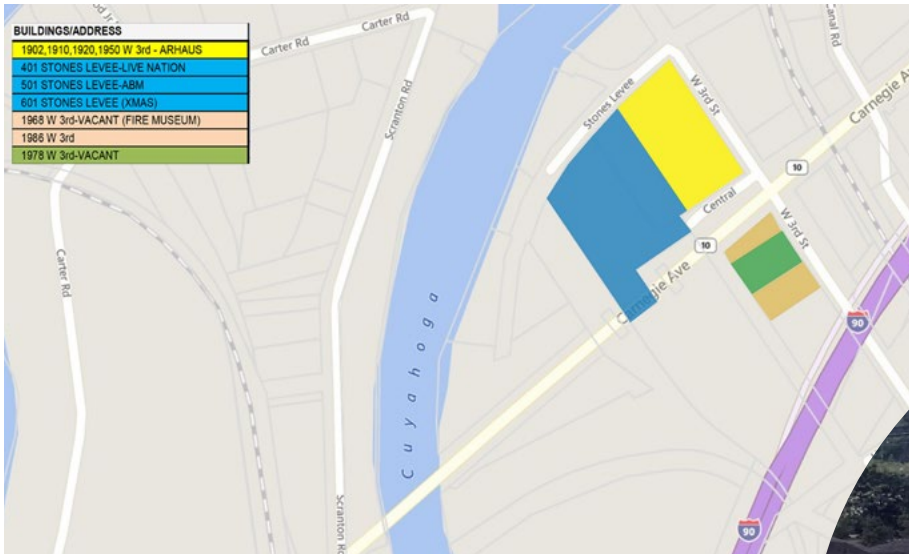 BUILDINGS/ADDRESS
1902,1910,1920,1950 W 3rd - ARHAUS
401 STONES LEVEE-LIVE NATION
501 STONES LEVEE-ABM
601 STONES LEVEE (XMAS)
1968 W 3rd-VACANT (FIRE MUSEUM)
1986 W 3rd
1978 W 3rd-VACANT
Carter Rd
Carter Rd
Scranton Rd
Canal Rd
Stones Levee
W 3rd St
Carnegie Av
10
Central
W 3rd St
10
Carter Rd
Carnegie Ave
Cuyahoga
90
Scranton Rd
90